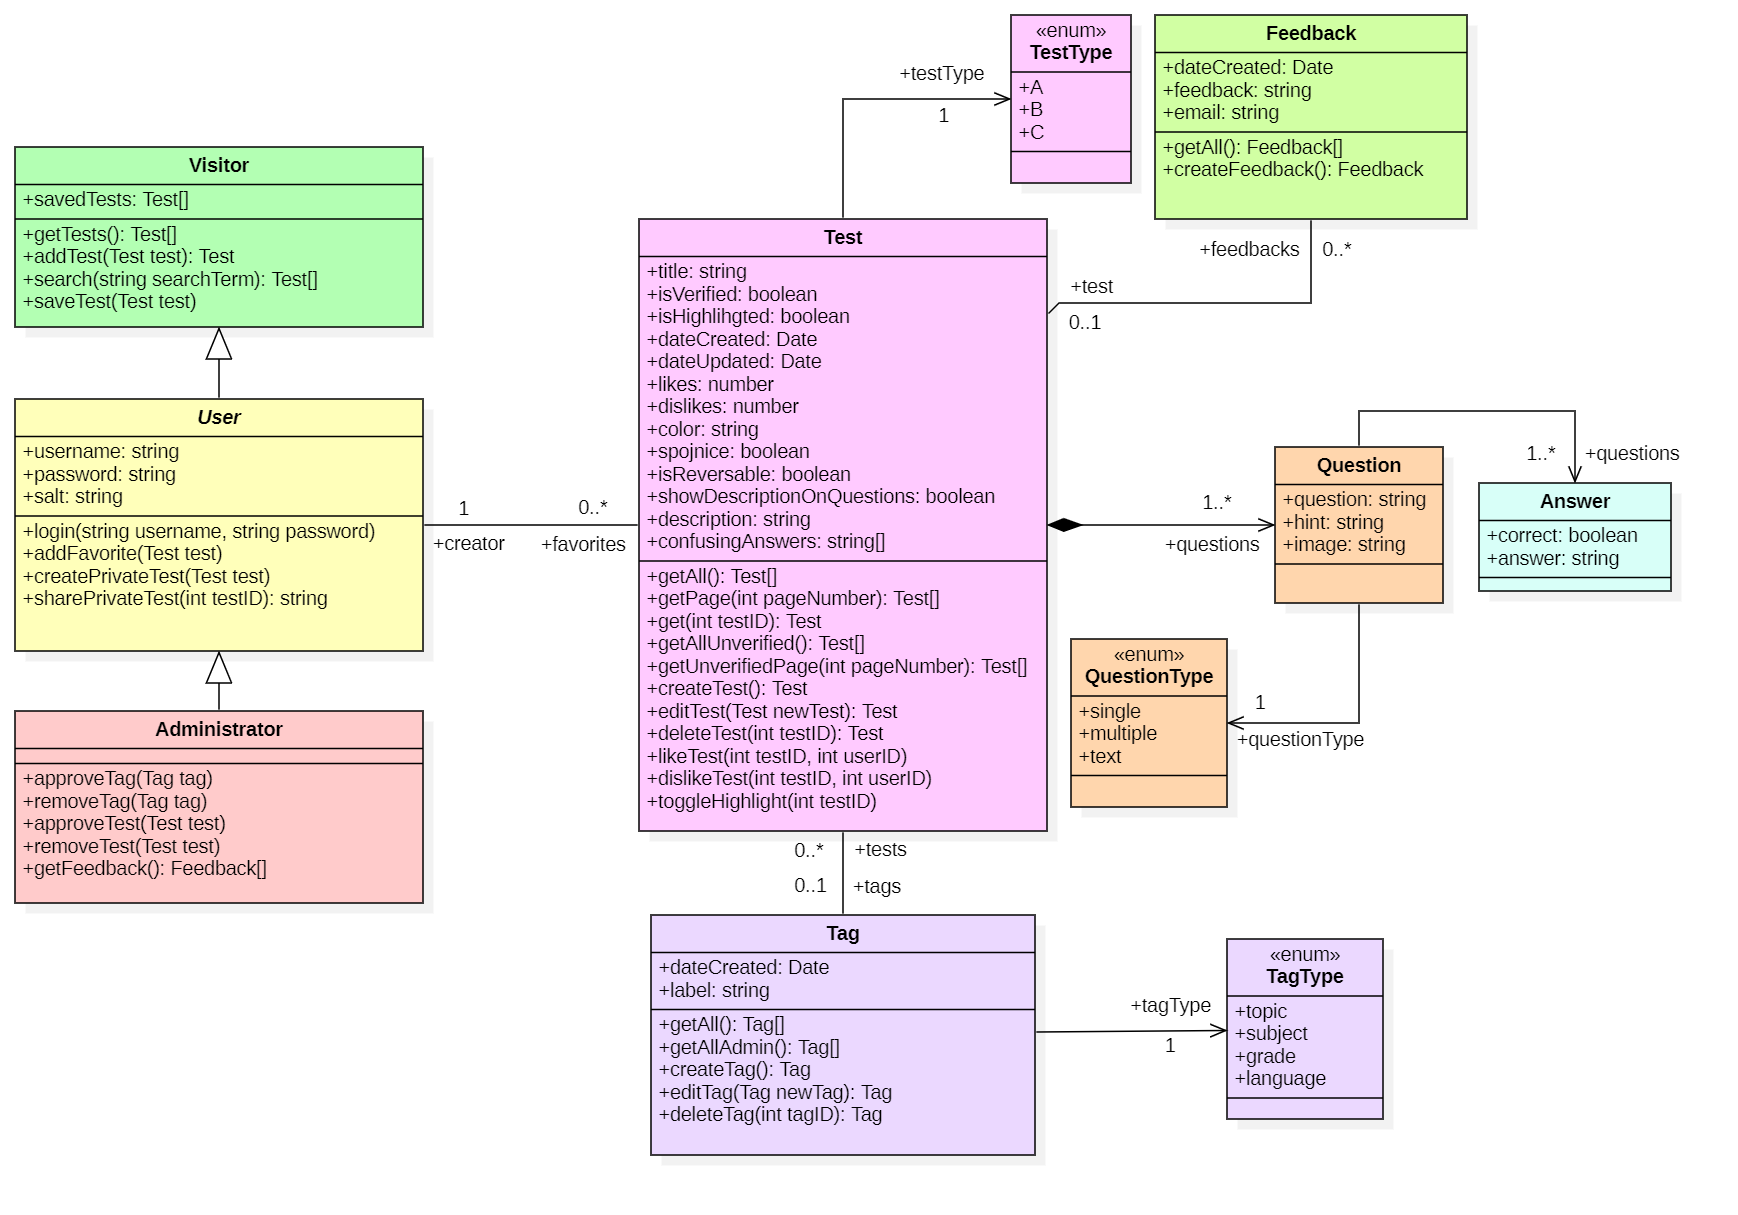 «enum»
TestType
+A
+B
+C
+testType
1
Feedback
+dateCreated: Date
+feedback: string
+email: string
+getAll(): Feedback[]
+createFeedback(): Feedback
+feedbacks
0..*
+test
0..1
Visitor
+savedTests: Test[]
+getTests(): Test[]
+addTest(Test test): Test
+search(string searchTerm): Test[]
+saveTest(Test test)
User
+username: string
+password: string
+salt: string
+login(string username, string password)
+addFavorite(Test test)
+createPrivateTest(Test test)
+sharePrivateTest(int testID): string
1
+creator
0..*
+favorites
Administrator
+approveTag(Tag tag)
+removeTag(Tag tag)
+approveTest(Test test)
+removeTest(Test test)
+getFeedback(): Feedback[]
Test
+title: string
+isVerified: boolean
+isHighlihgted: boolean
+dateCreated: Date
+dateUpdated: Date
+likes: number
+dislikes: number
+color: string
+spojnice: boolean
+isReversable: boolean
+showDescriptionOnQuestions: boolean
+description: string
+confusingAnswers: string[]
+getAll(): Test[]
+getPage(int pageNumber): Test[]
+get(int testID): Test
+getAllUnverified(): Test[]
+getUnverifiedPage(int pageNumber): Test[]
+createTest(): Test
+editTest(Test newTest): Test
+deleteTest(int testID): Test
+likeTest(int testID, int userID)
+dislikeTest(int testID, int userID)
+toggleHighlight(int testID)
1..*
+questions
Question
+question: string
+hint: string
+image: string
1..*
+questions
Answer
+correct: boolean
+answer: string
«enum»
QuestionType
+single
+multiple
+text
1
+questionType
0..*
+tests
0..1
+tags
Tag
+dateCreated: Date
+label: string
+getAll(): Tag[]
+getAllAdmin(): Tag[]
+createTag(): Tag
+editTag(Tag newTag): Tag
+deleteTag(int tagID): Tag
+tagType
1
«enum»
TagType
+topic
+subject
+grade
+language